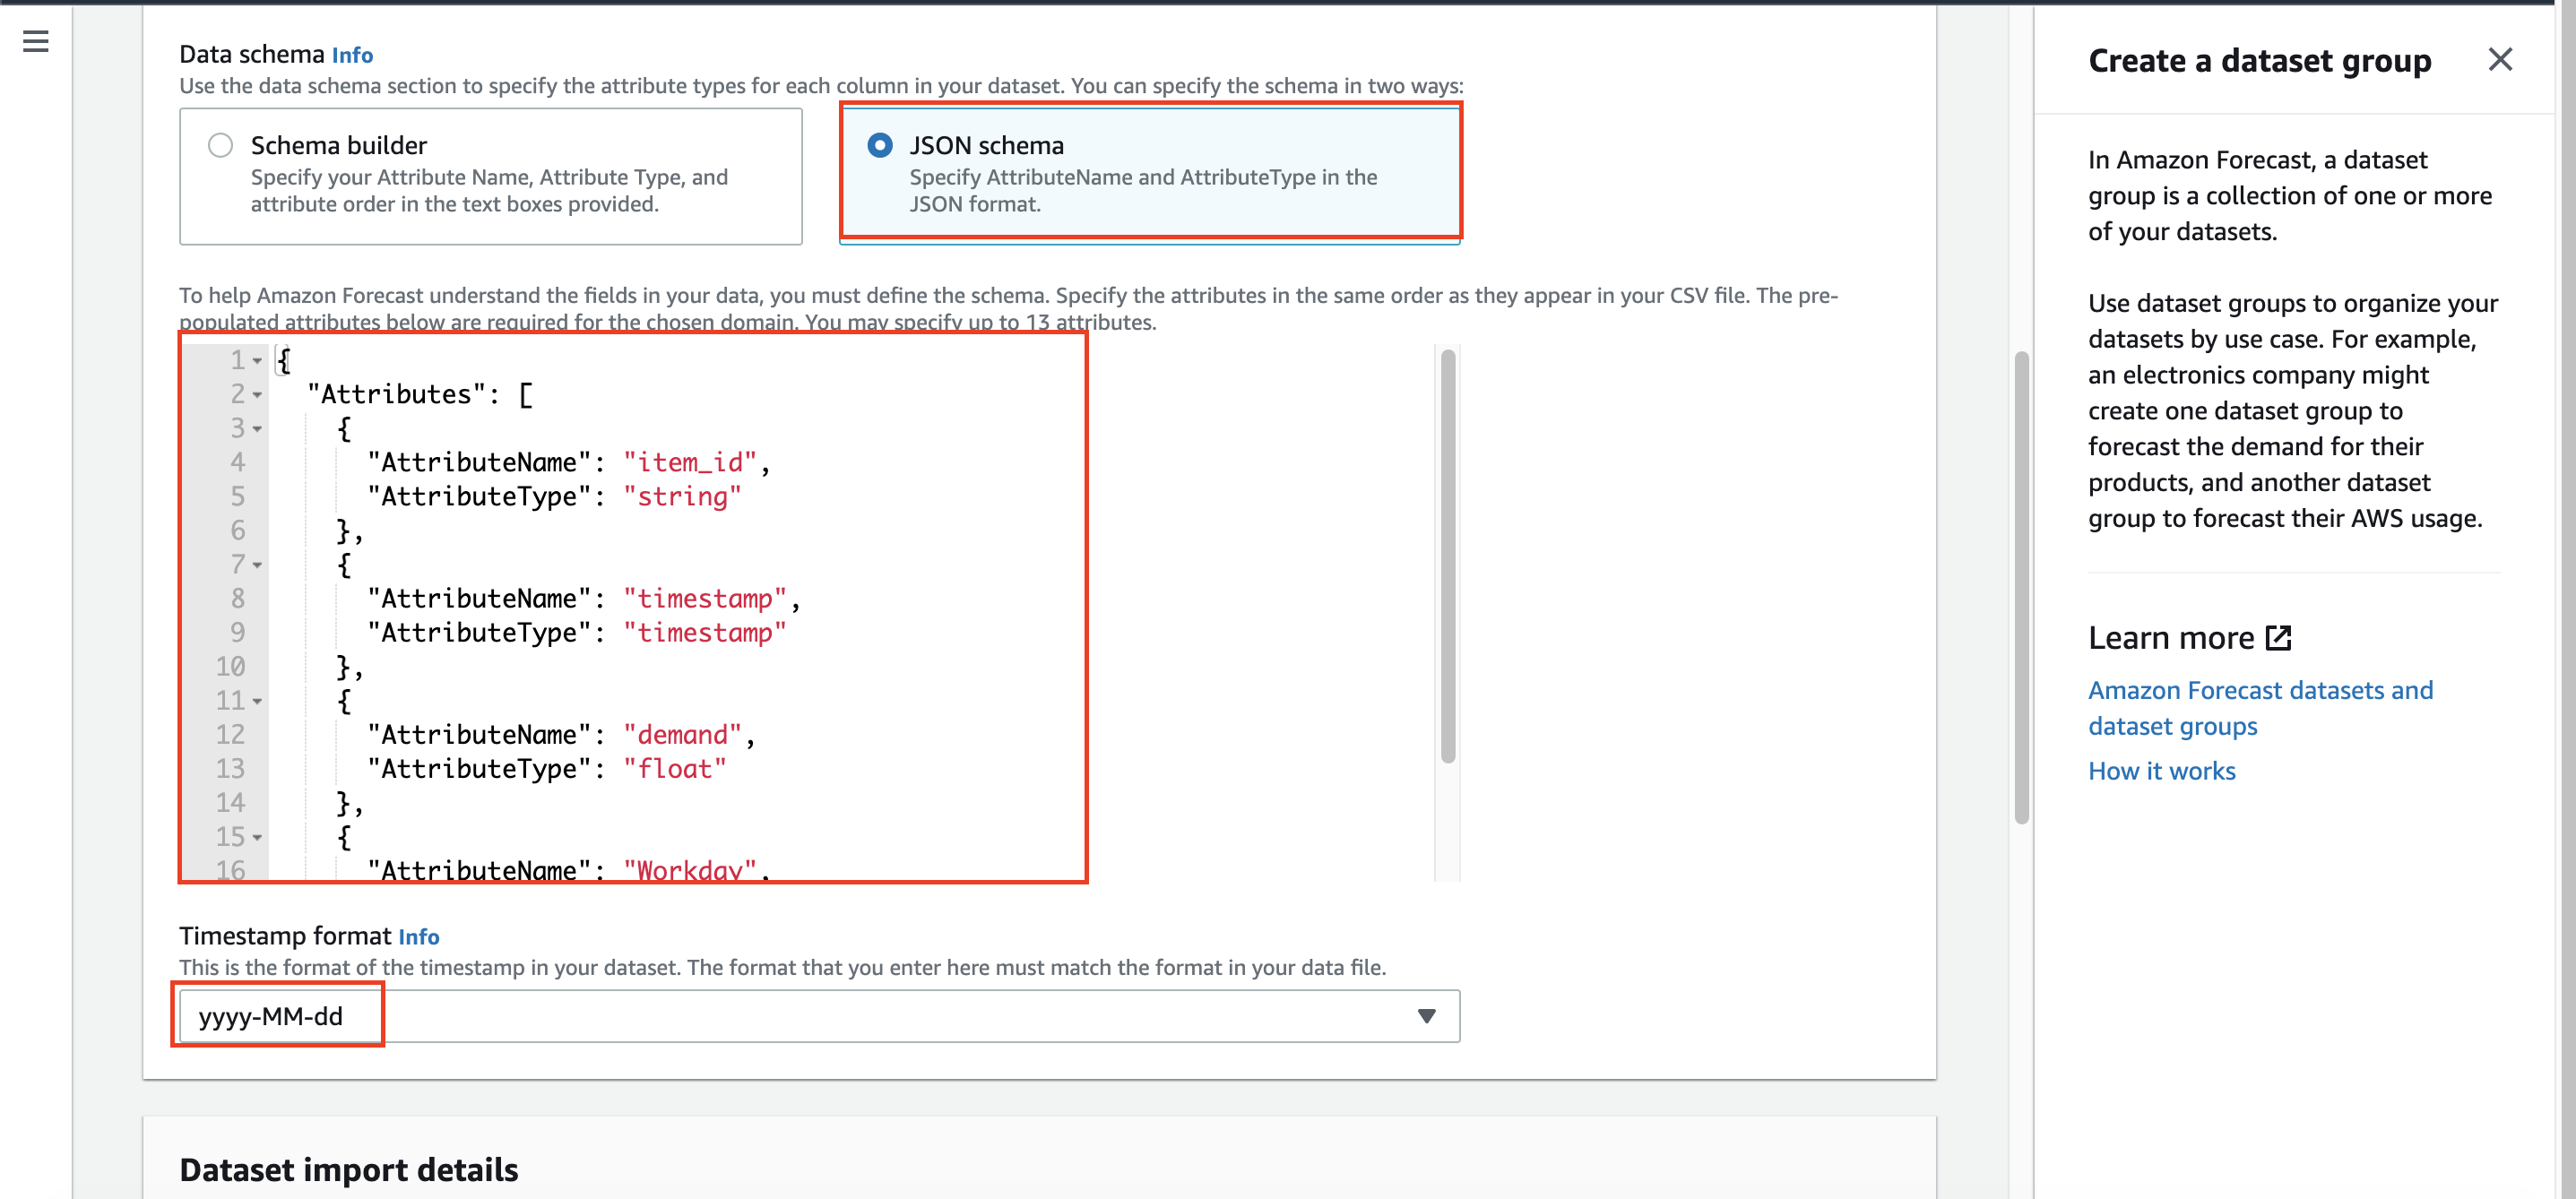 Data schema Info
Use the data schema section to specify the attribute types for each column in your dataset. You can specify the schema in two ways:
Schema builder
Specify your Attribute Name, Attribute Type, and
attribute order in the text boxes provided.
JSON schema
Specify AttributeName and AttributeType in the
JSON format.
To help Amazon Forecast understand the fields in your data, you must define the schema. Specify the attributes in the same order as they appear in your CSV file. The pre-
populated attributes below are required for the chosen domain. You may specify up to 13 attributes.
1 {
2 "Attributes": [
3 {
4 "AttributeName": "item_id",
5 "AttributeType": "string"
6 },
7 {
8 "AttributeName": "timestamp",
9 "AttributeType": "timestamp"
10 },
11 {
12 "AttributeName": "demand",
13 "AttributeType": "float"
14 },
15 {
16 "AttributeName": "Workday",
Timestamp format Info
This is the format of the timestamp in your dataset. The format that you enter here must match the format in your data file.
yyyy-MM-dd
Dataset import details
Create a dataset group
In Amazon Forecast, a dataset
group is a collection of one or more
of your datasets.
Use dataset groups to organize your
datasets by use case. For example,
an electronics company might
create one dataset group to
forecast the demand for their
products, and another dataset
group to forecast their AWS usage.
Learn more
Amazon Forecast datasets and
dataset groups
How it works